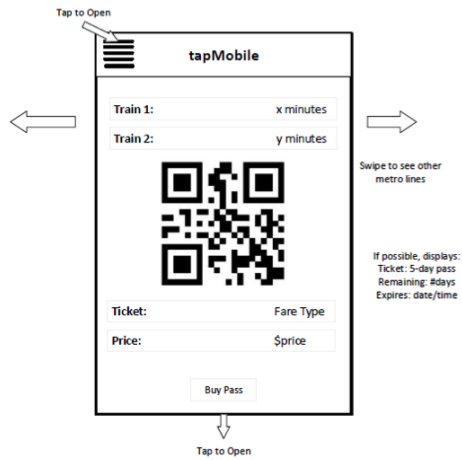 Tap to Open
tapMobile
Train 1: x minutes
Train 2: y minutes
Swipe to see other
metro lines
If possible, displays:
Ticket: 5-day pass
Remaining: #days
Expires: date/time
Ticket: Fare Type
Price: $price
Buy Pass
Tap to Open